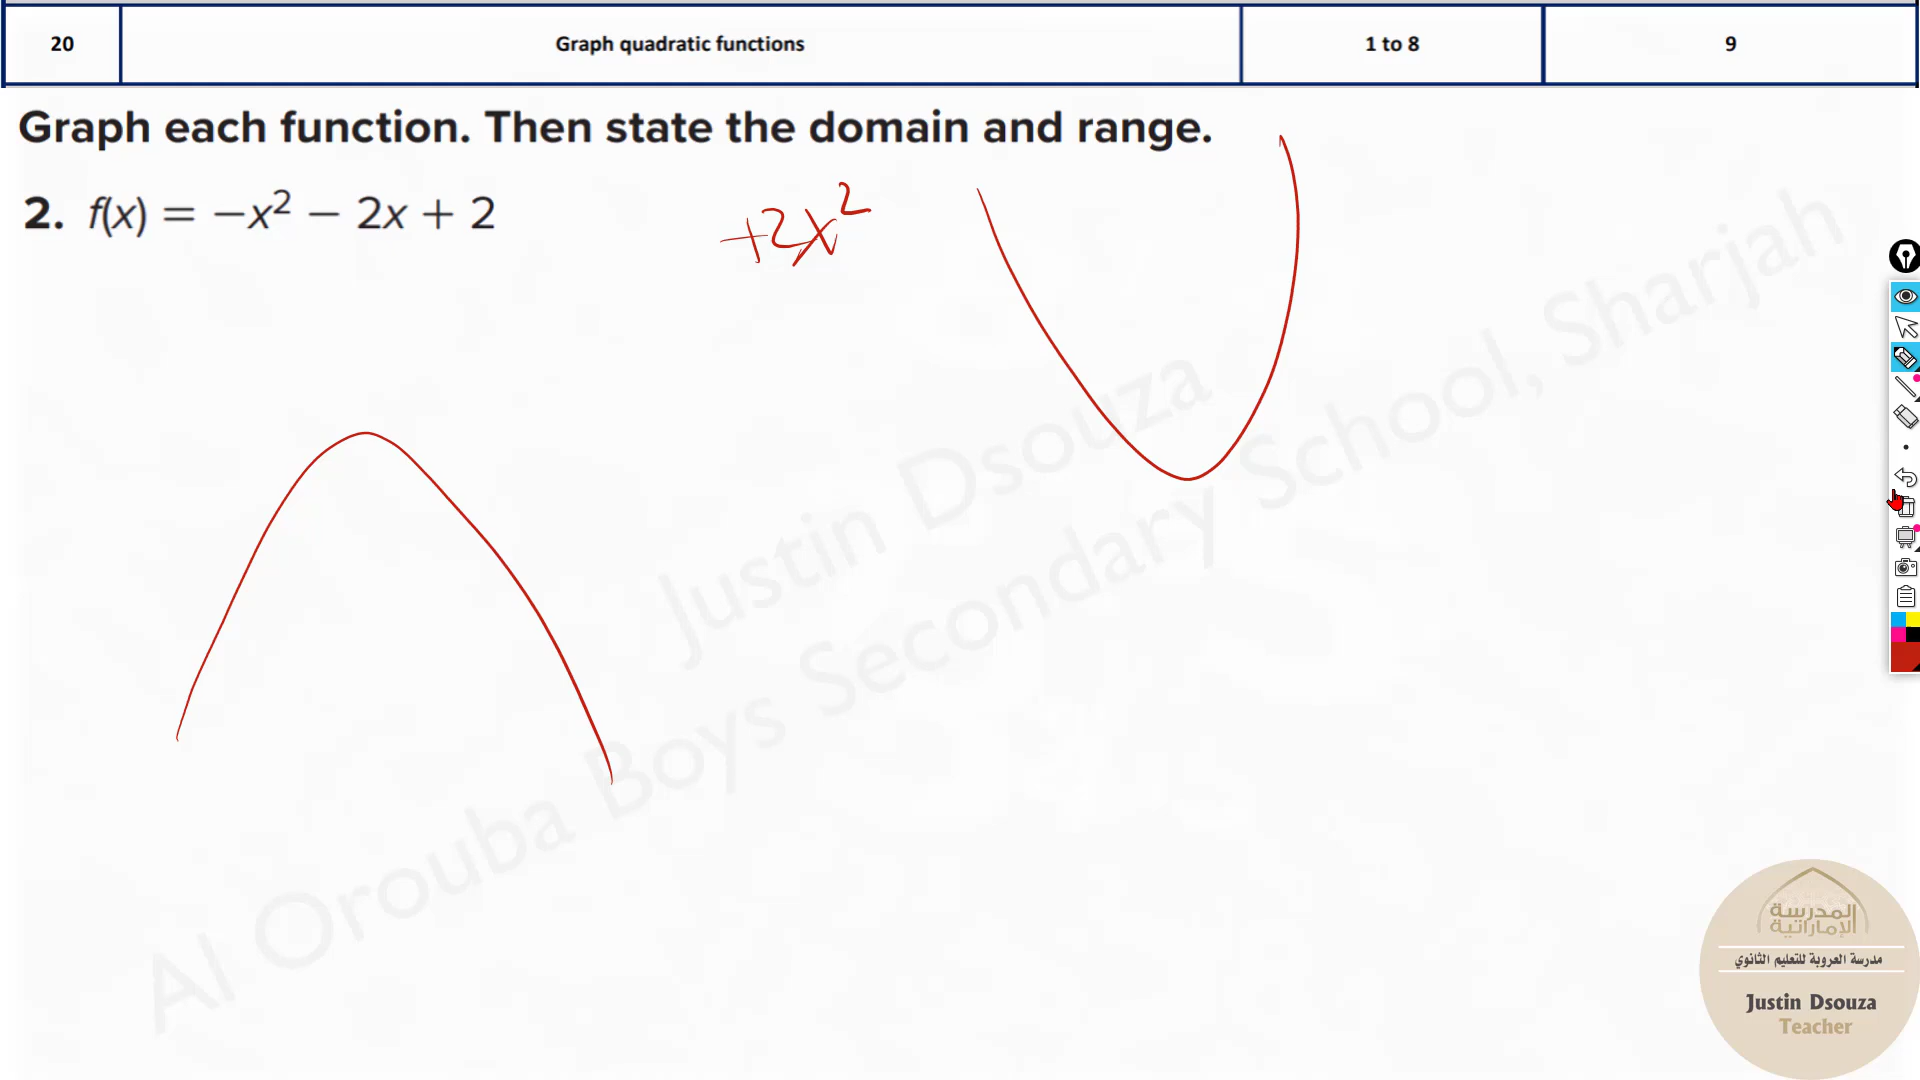 20 Graph quadratic functions 1 to 8 9
Graph each function. Then state the domain and range.
2. f(x) = −x² − 2x + 2
+2x²
Justin Dsouza
Al Orouba Boys Secondary School, Sharjah
المدرسة
الإماراتية
مدرسة العروبة للتعليم الثانوي
Justin Dsouza
Teacher